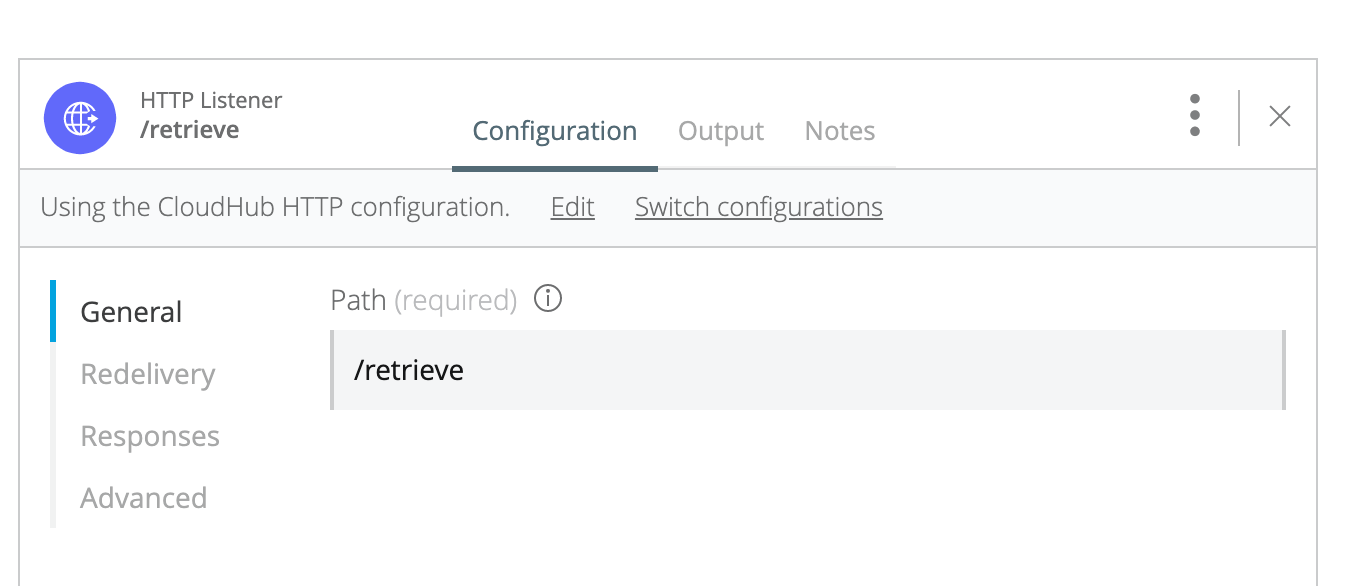 HTTP Listener
/retrieve
Configuration Output Notes
Using the CloudHub HTTP configuration. Edit Switch configurations
General
Redelivery
Responses
Advanced
Path (required)
/retrieve